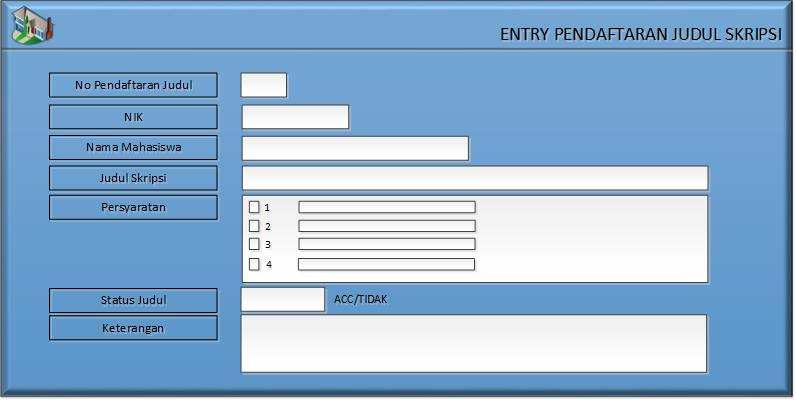 ENTRY PENDAFTARAN JUDUL SKRIPSI
No Pendaftaran Judul
NIK
Nama Mahasiswa
Judul Skripsi
Persyaratan
1
2
3
4
Status Judul
ACC/TIDAK
Keterangan